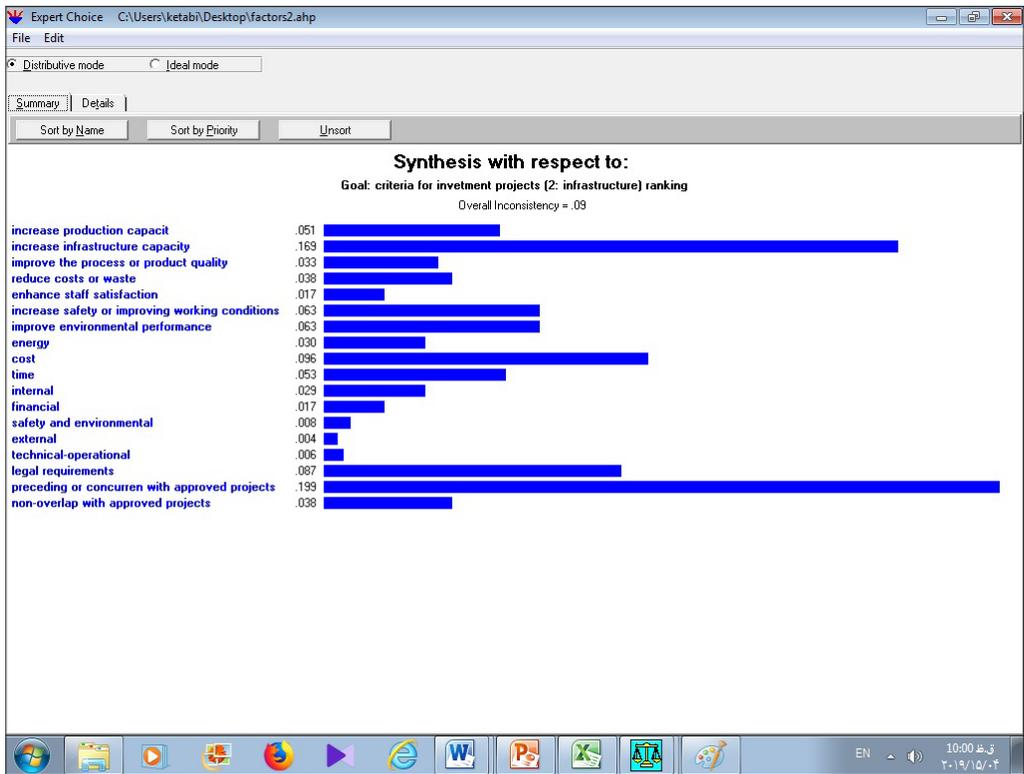 Expert Choice C:\Users\ketabi\Desktop\factors2.ahp
File Edit
Distributive mode Ideal mode
Summary Details
Sort by Name Sort by Priority Unsort
Synthesis with respect to:
Goal: criteria for invetment projects (2: infrastructure) ranking
Overall Inconsistency = .09
increase production capacit .051
increase infrastructure capacity .169
improve the process or product quality .033
reduce costs or waste .038
enhance staff satisfaction .017
increase safety or improving working conditions .063
improve environmental performance .063
energy .030
cost .096
time .053
internal .029
financial .017
safety and environmental .008
external .004
technical-operational .006
legal requirements .087
preceding or concurren with approved projects .199
non-overlap with approved projects .038
EN 10:00 ق.ظ
۲۰۱۹/۱۵/۰۴